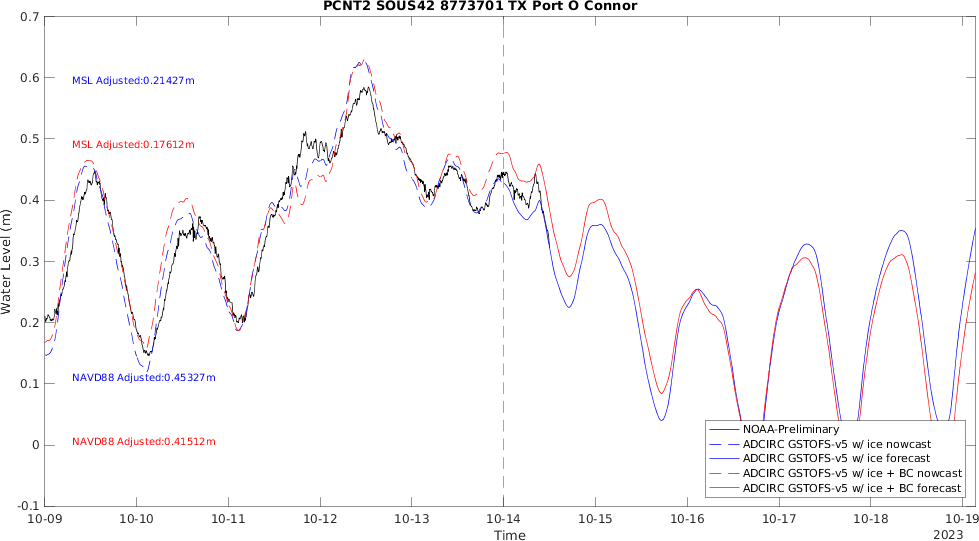 PCNT2 SOUS42 8773701 TX Port O Connor
Water Level (m)
0.7
0.6
0.5
0.4
0.3
0.2
0.1
0
-0.1
MSL Adjusted:0.21427m
MSL Adjusted:0.17612m
NAVD88 Adjusted:0.45327m
NAVD88 Adjusted:0.41512m
NOAA-Preliminary
ADCIRC GSTOFS-v5 w/ ice nowcast
ADCIRC GSTOFS-v5 w/ ice forecast
ADCIRC GSTOFS-v5 w/ ice + BC nowcast
ADCIRC GSTOFS-v5 w/ ice + BC forecast
10-09 10-10 10-11 10-12 10-13 10-14 10-15 10-16 10-17 10-18 10-19
Time
2023